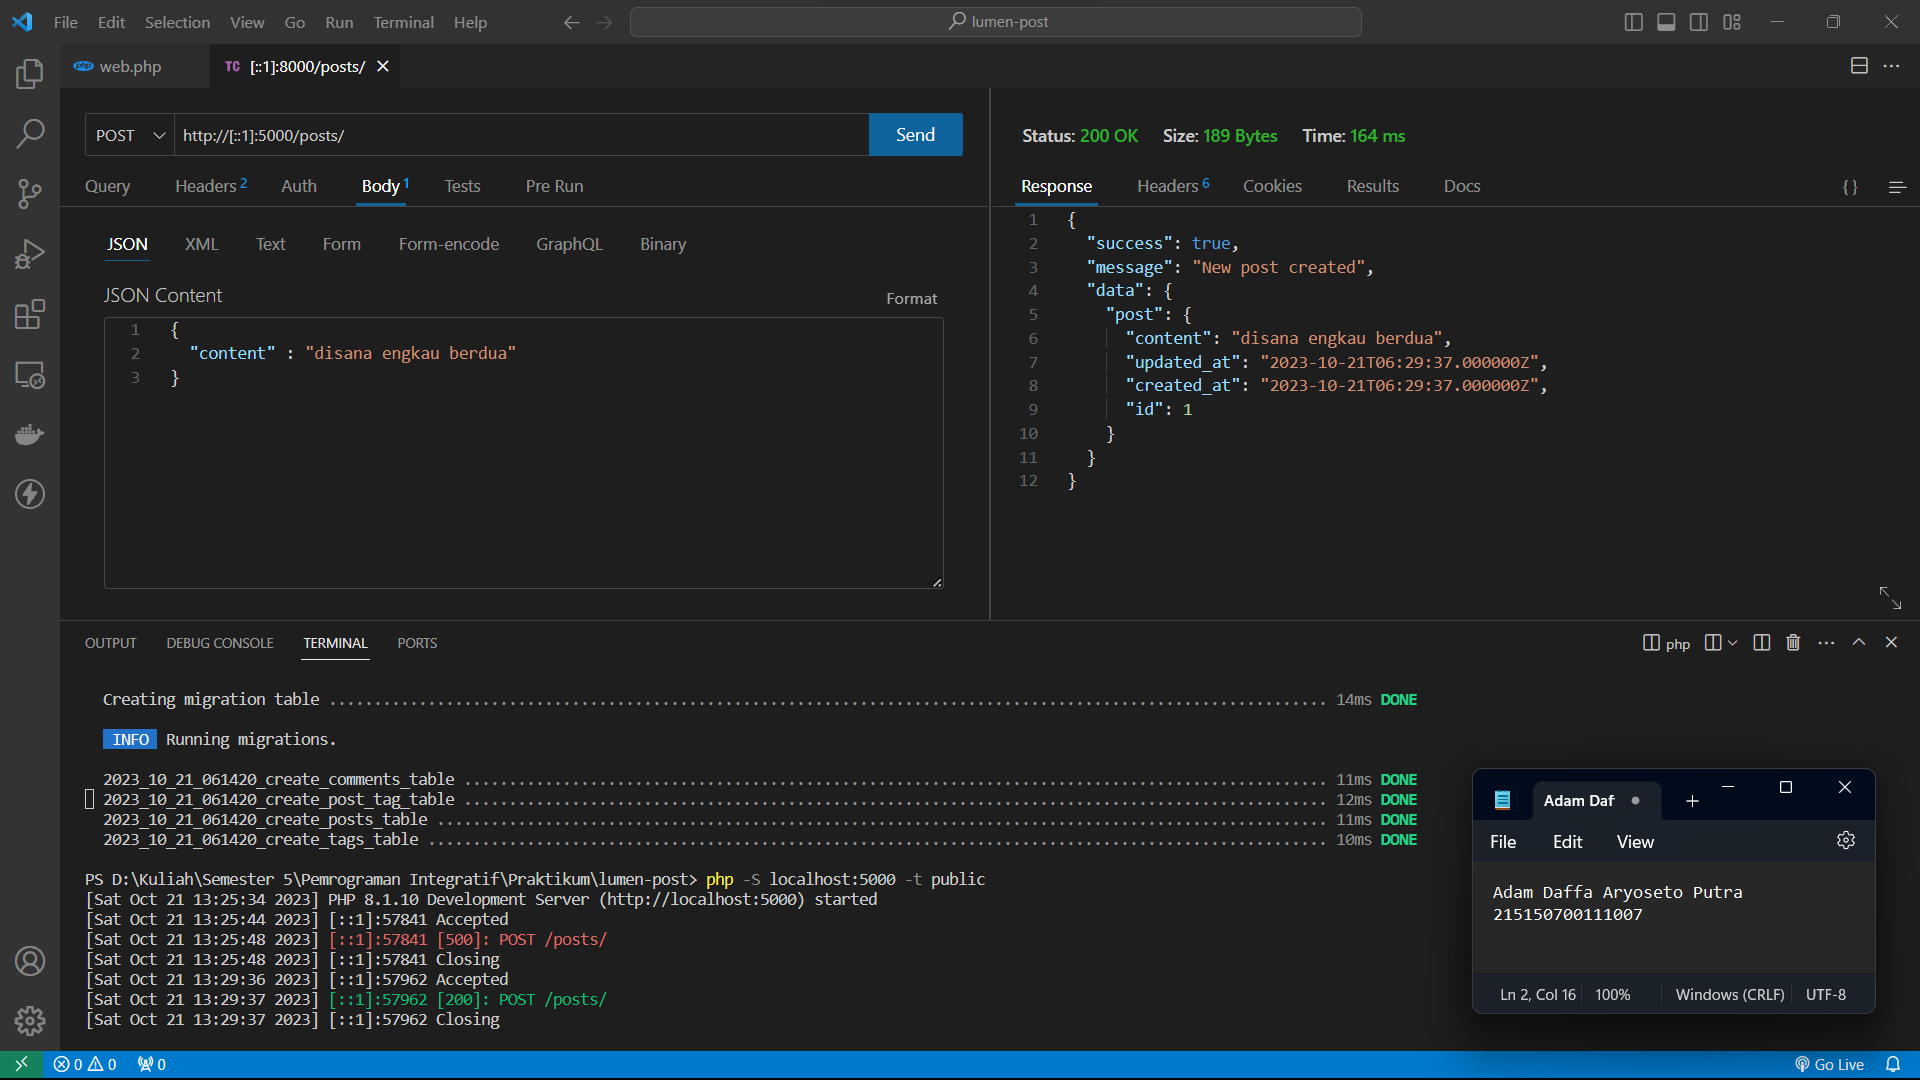 File Edit Selection View Go Run Terminal Help
lumen-post
web.php
TC [::1]:8000/posts/
POST http://[::1]:5000/posts/ Send
Query Headers 2 Auth Body 1 Tests Pre Run
JSON XML Text Form Form-encode GraphQL Binary
JSON Content
Format
1 {
2 "content" : "disana engkau berdua"
3 }
Status: 200 OK Size: 189 Bytes Time: 164 ms
Response Headers 6 Cookies Results Docs {}
1 {
2 "success": true,
3 "message": "New post created",
4 "data": {
5 "post": {
6 "content": "disana engkau berdua",
7 "updated_at": "2023-10-21T06:29:37.000000Z",
8 "created_at": "2023-10-21T06:29:37.000000Z",
9 "id": 1
10 }
11 }
12 }
OUTPUT DEBUG CONSOLE TERMINAL PORTS
php
Creating migration table ............................................................ 14ms DONE
INFO Running migrations.
2023_10_21_061420_create_comments_table ............................................................ 11ms DONE
2023_10_21_061420_create_post_tag_table ............................................................ 12ms DONE
2023_10_21_061420_create_posts_table ............................................................ 11ms DONE
2023_10_21_061420_create_tags_table ............................................................ 10ms DONE
PS D:\Kuliah\Semester 5\Pemrograman Integratif\Praktikum\lumen-post> php -S localhost:5000 -t public
[Sat Oct 21 13:25:34 2023] PHP 8.1.10 Development Server (http://localhost:5000) started
[Sat Oct 21 13:25:44 2023] [::1]:57841 Accepted
[Sat Oct 21 13:25:48 2023] [::1]:57841 [500]: POST /posts/
[Sat Oct 21 13:25:48 2023] [::1]:57841 Closing
[Sat Oct 21 13:29:36 2023] [::1]:57962 Accepted
[Sat Oct 21 13:29:37 2023] [::1]:57962 [200]: POST /posts/
[Sat Oct 21 13:29:37 2023] [::1]:57962 Closing
Adam Daf
File Edit View
Adam Daffa Aryoseto Putra
215150700111007
Ln 2, Col 16 100% Windows (CRLF) UTF-8
0 0 0
Go Live